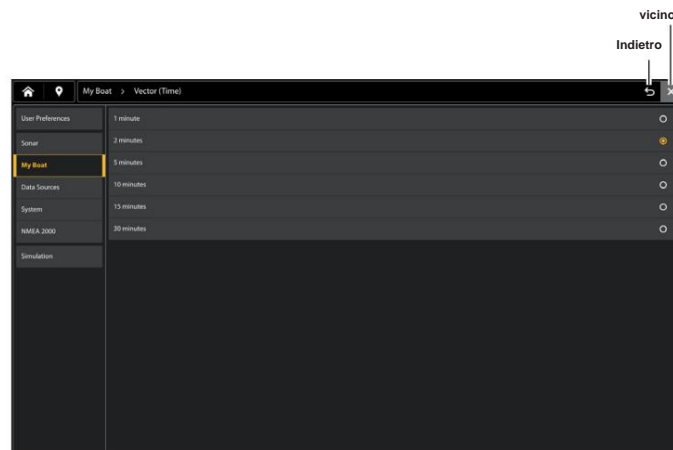 vicino
Indietro
My Boat > Vector (Time)
User Preferences
Sonar
My Boat
Data Sources
System
NMEA 2000
Simulation
1 minute
2 minutes
5 minutes
10 minutes
15 minutes
30 minutes